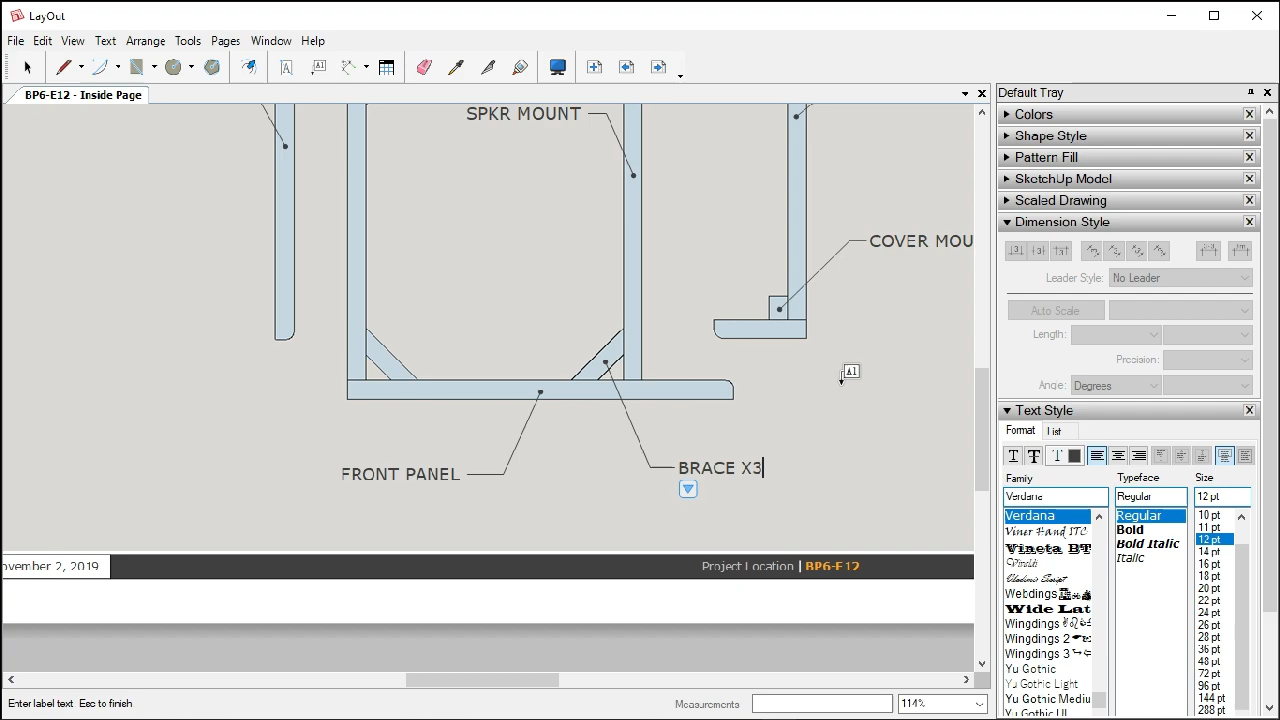 LayOut
File Edit View Text Arrange Tools Pages Window Help
BP6-E12 - Inside Page
SPKR MOUNT
COVER MOU
FRONT PANEL
BRACE X3
ovember 2, 2019
Project Location | BP6-E12
Enter label text. Esc to finish
Measurements
114%
Default Tray
Colors
Shape Style
Pattern Fill
SketchUp Model
Scaled Drawing
Dimension Style
Leader Style: No Leader
Auto Scale
Length:
Precision:
Angle: Degrees
Text Style
Format List
Family Typeface Size
Verdana Regular 12 pt
Verdana
Viner Hand ITC
Vineta BT
Vivaldi
Vladimir Script
Webdings
Wide Lat
Wingdings
Wingdings 2
Wingdings 3
Yu Gothic
Yu Gothic Light
Yu Gothic Mediu
Yu Gothic UI
Regular
Bold
Bold Italic
Italic
10 pt
11 pt
12 pt
14 pt
16 pt
18 pt
20 pt
22 pt
24 pt
26 pt
28 pt
36 pt
48 pt
72 pt
96 pt
144 pt
288 pt